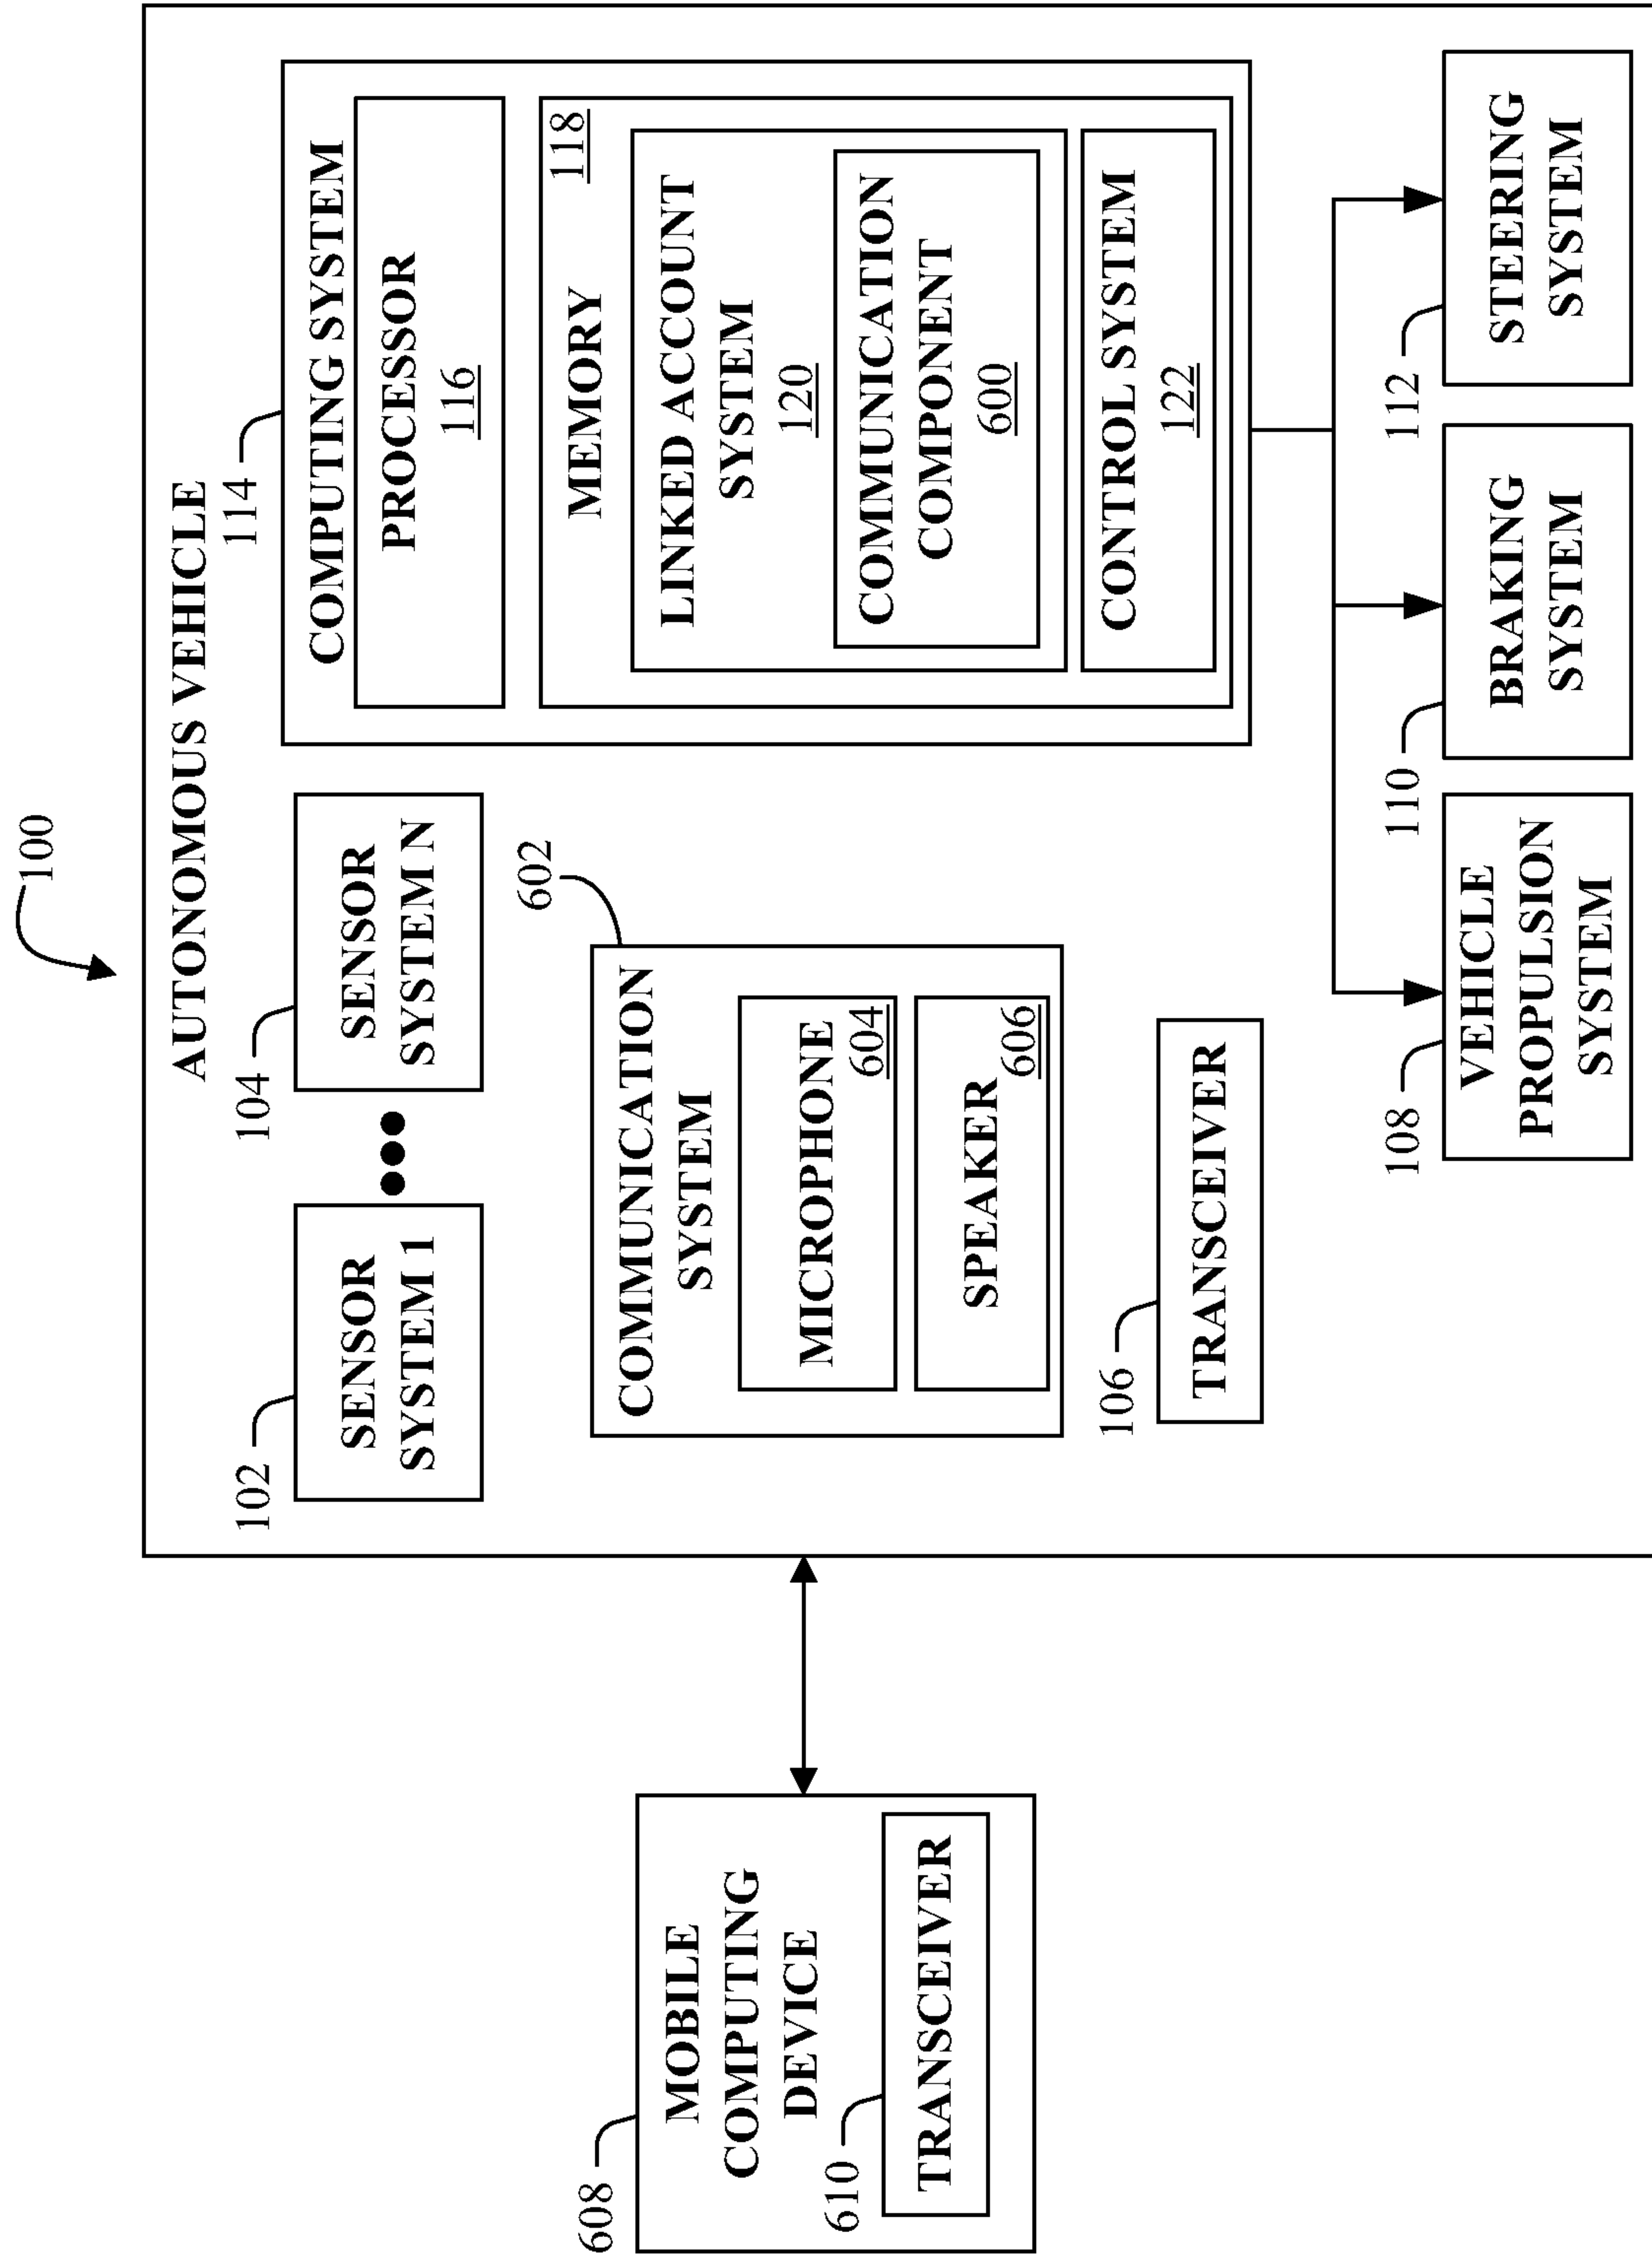 100
AUTONOMOUS VEHICLE
102
SENSOR
SYSTEM 1
104
SENSOR
SYSTEM N
114
COMPUTING SYSTEM
PROCESSOR
116
MEMORY
118
LINKED ACCOUNT
SYSTEM
120
COMMUNICATION
COMPONENT
600
CONTROL SYSTEM
122
602
COMMUNICATION
SYSTEM
MICROPHONE
604
SPEAKER
606
106
TRANSCEIVER
608
MOBILE
COMPUTING
DEVICE
610
TRANSCEIVER
108
VEHICLE
PROPULSION
SYSTEM
110
BRAKING
SYSTEM
112
STEERING
SYSTEM